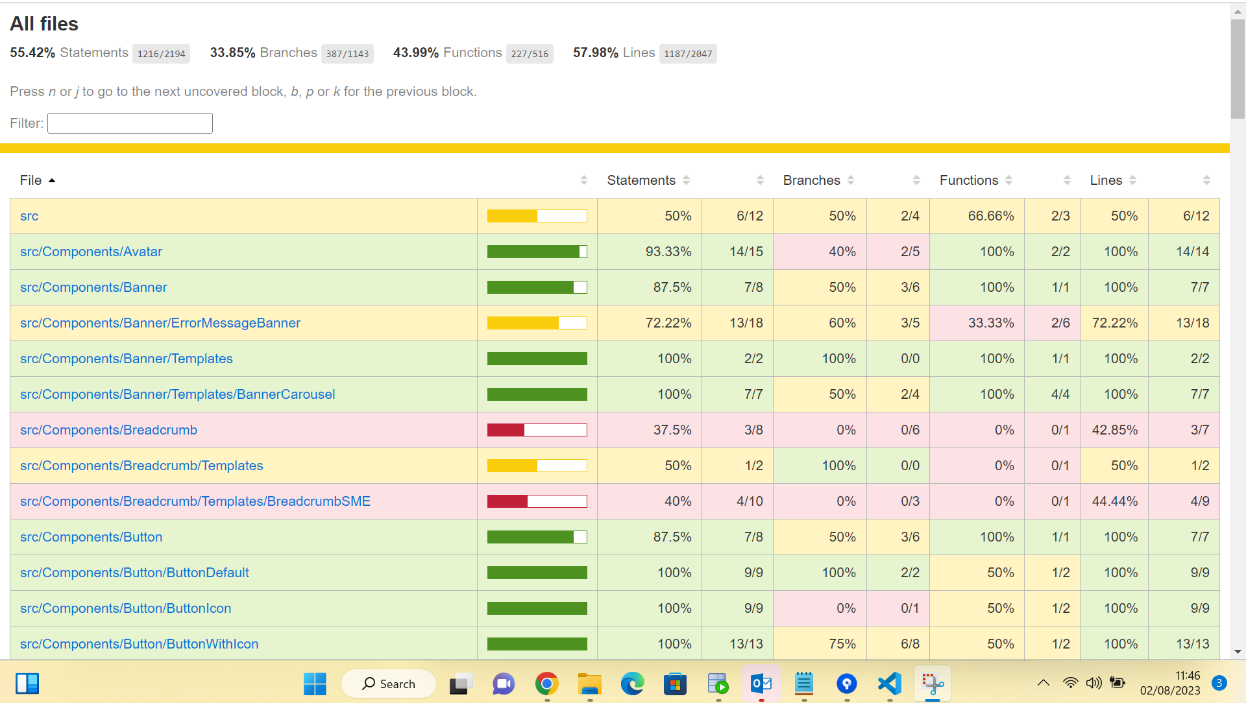 All files
55.42% Statements 1216/2194 33.85% Branches 387/1143 43.99% Functions 227/516 57.98% Lines 1187/2047
Press n or j to go to the next uncovered block, b, p or k for the previous block.
Filter:
File Statements Branches Functions Lines
src 50% 6/12 50% 2/4 66.66% 2/3 50% 6/12
src/Components/Avatar 93.33% 14/15 40% 2/5 100% 2/2 100% 14/14
src/Components/Banner 87.5% 7/8 50% 3/6 100% 1/1 100% 7/7
src/Components/Banner/ErrorMessageBanner 72.22% 13/18 60% 3/5 33.33% 2/6 72.22% 13/18
src/Components/Banner/Templates 100% 2/2 100% 0/0 100% 1/1 100% 2/2
src/Components/Banner/Templates/BannerCarousel 100% 7/7 50% 2/4 100% 4/4 100% 7/7
src/Components/Breadcrumb 37.5% 3/8 0% 0/6 0% 0/1 42.85% 3/7
src/Components/Breadcrumb/Templates 50% 1/2 100% 0/0 0% 0/1 50% 1/2
src/Components/Breadcrumb/Templates/BreadcrumbSME 40% 4/10 0% 0/3 0% 0/1 44.44% 4/9
src/Components/Button 87.5% 7/8 50% 3/6 100% 1/1 100% 7/7
src/Components/Button/ButtonDefault 100% 9/9 100% 2/2 50% 1/2 100% 9/9
src/Components/Button/ButtonIcon 100% 9/9 0% 0/1 50% 1/2 100% 9/9
src/Components/Button/ButtonWithIcon 100% 13/13 75% 6/8 50% 1/2 100% 13/13
Search
11:46
02/08/2023
3